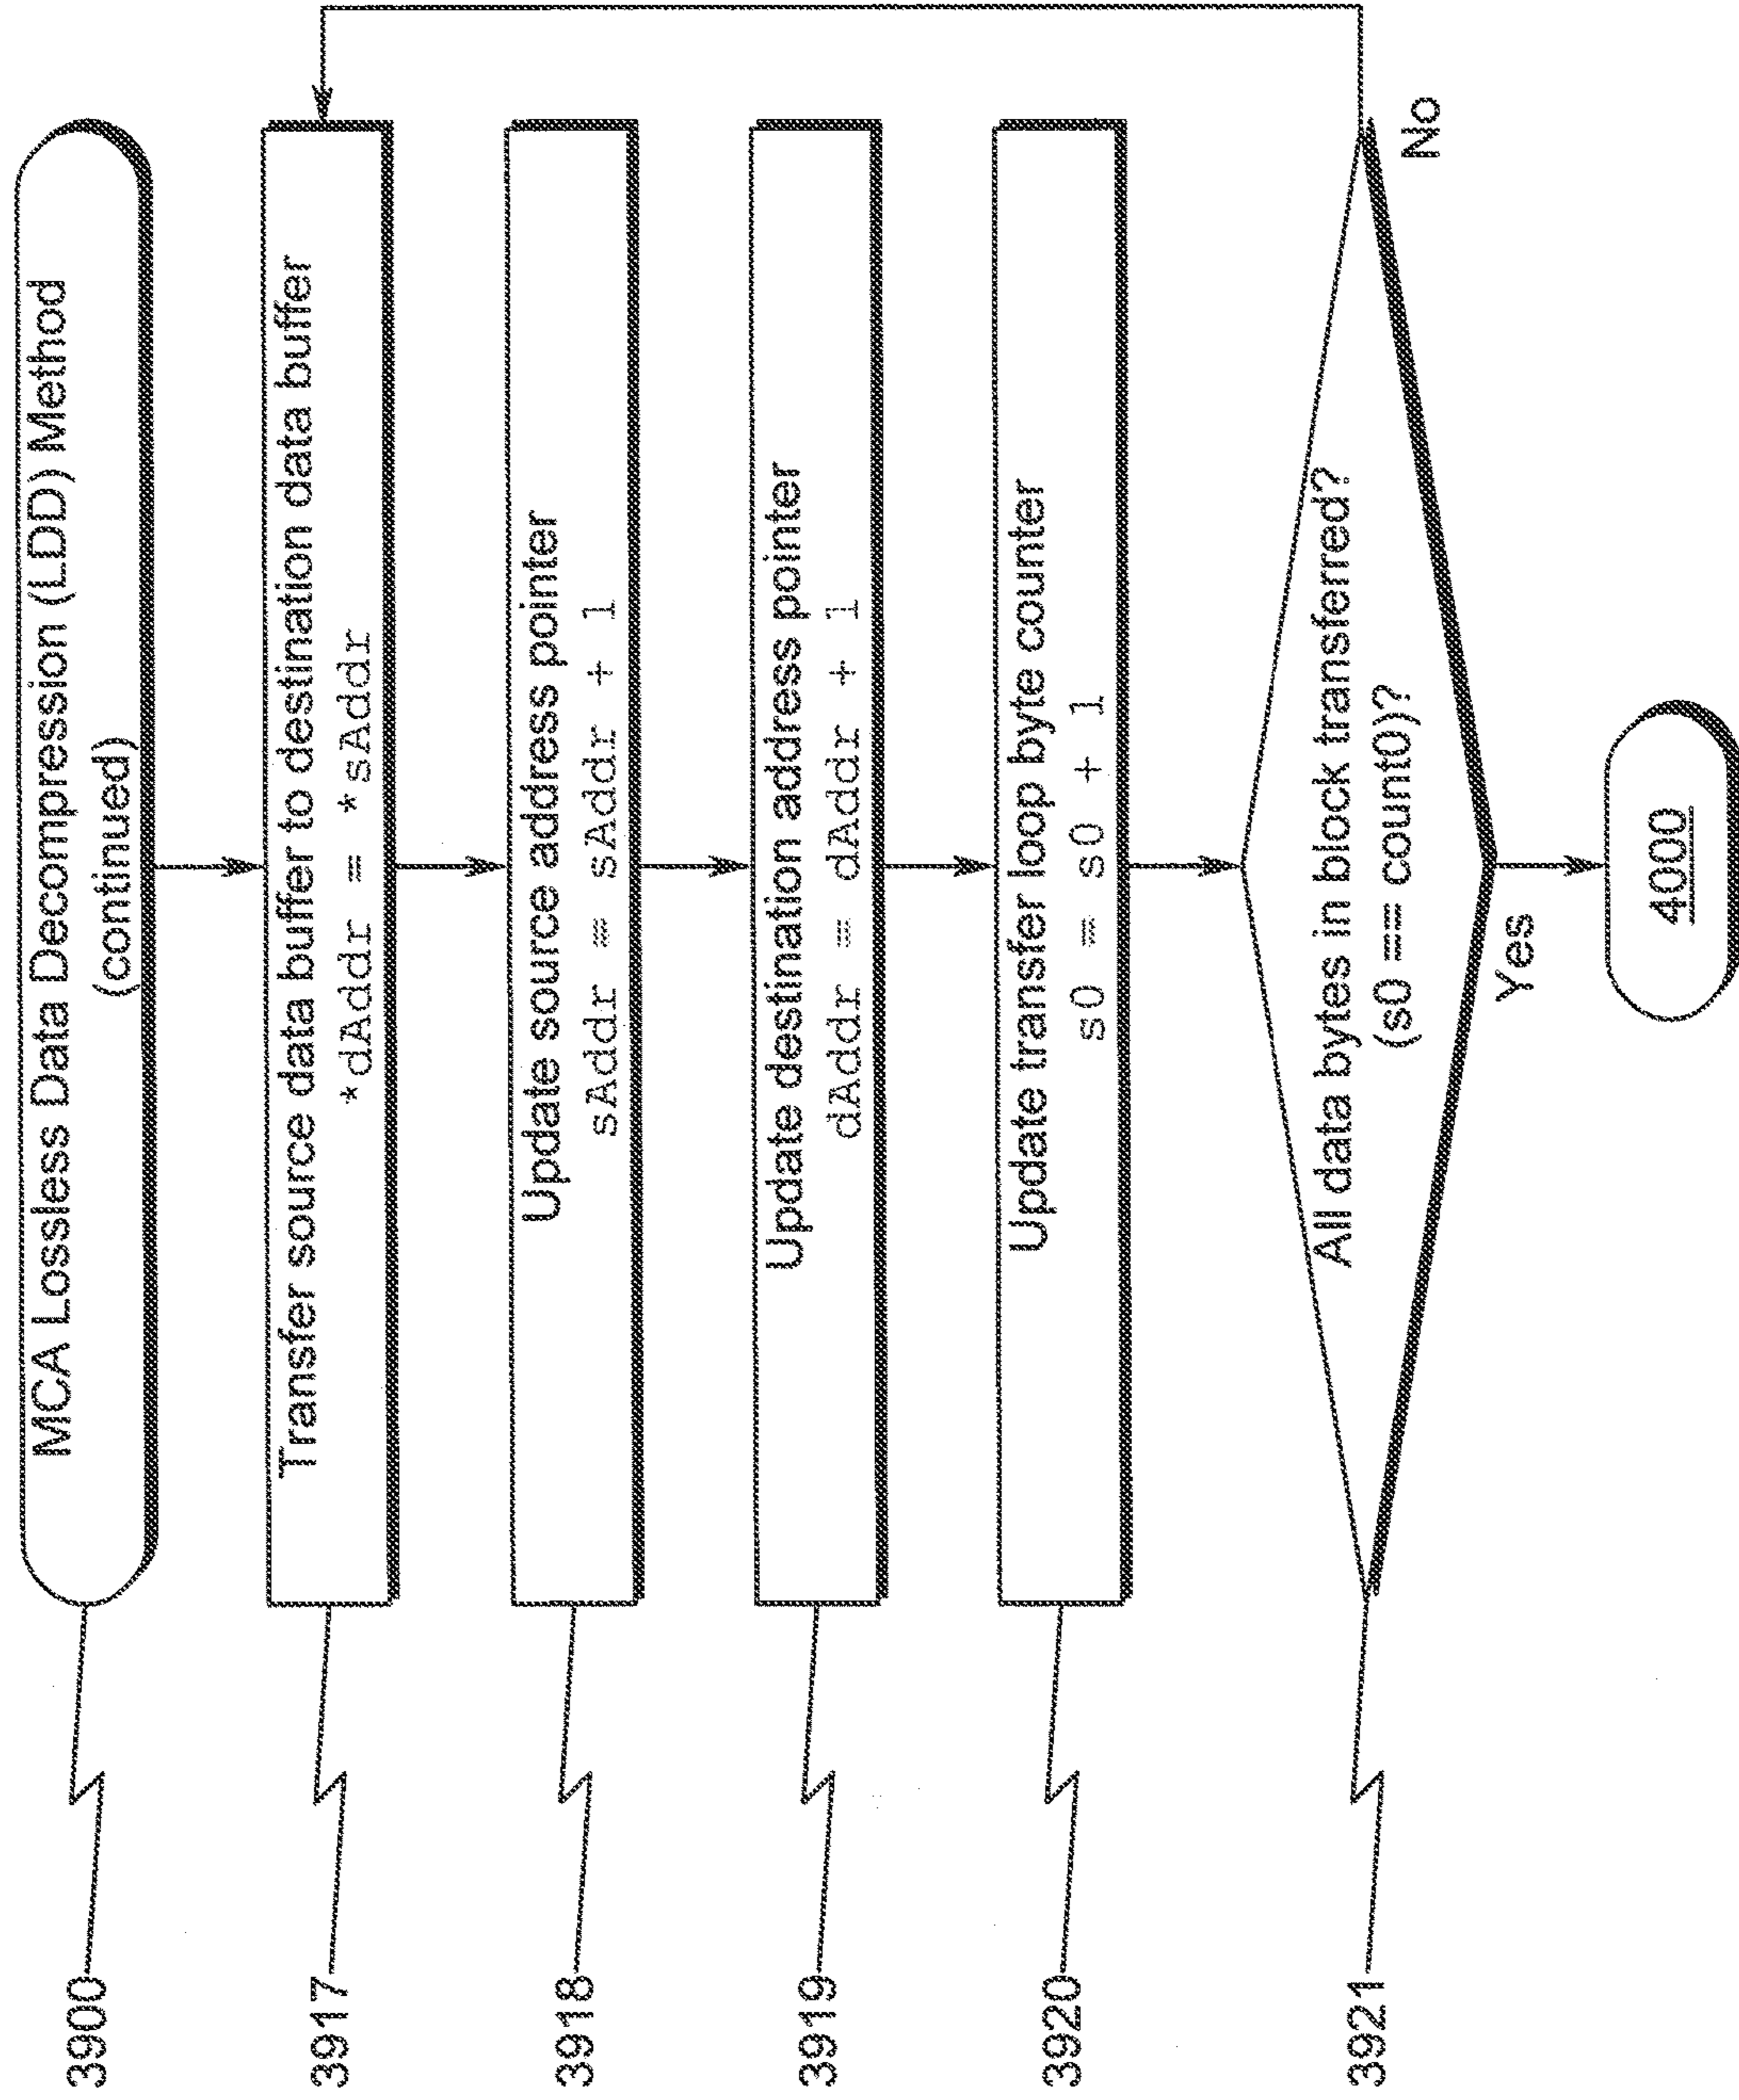 3900
MCA Lossless Data Decompression (LDD) Method
(continued)
3917
Transfer source data buffer to destination data buffer
*dAddr = *sAddr
3918
Update source address pointer
sAddr = sAddr + 1
3919
Update destination address pointer
dAddr = dAddr + 1
3920
Update transfer loop byte counter
s0 = s0 + 1
3921
All data bytes in block transferred?
(s0 == count0)?
No
Yes
4000